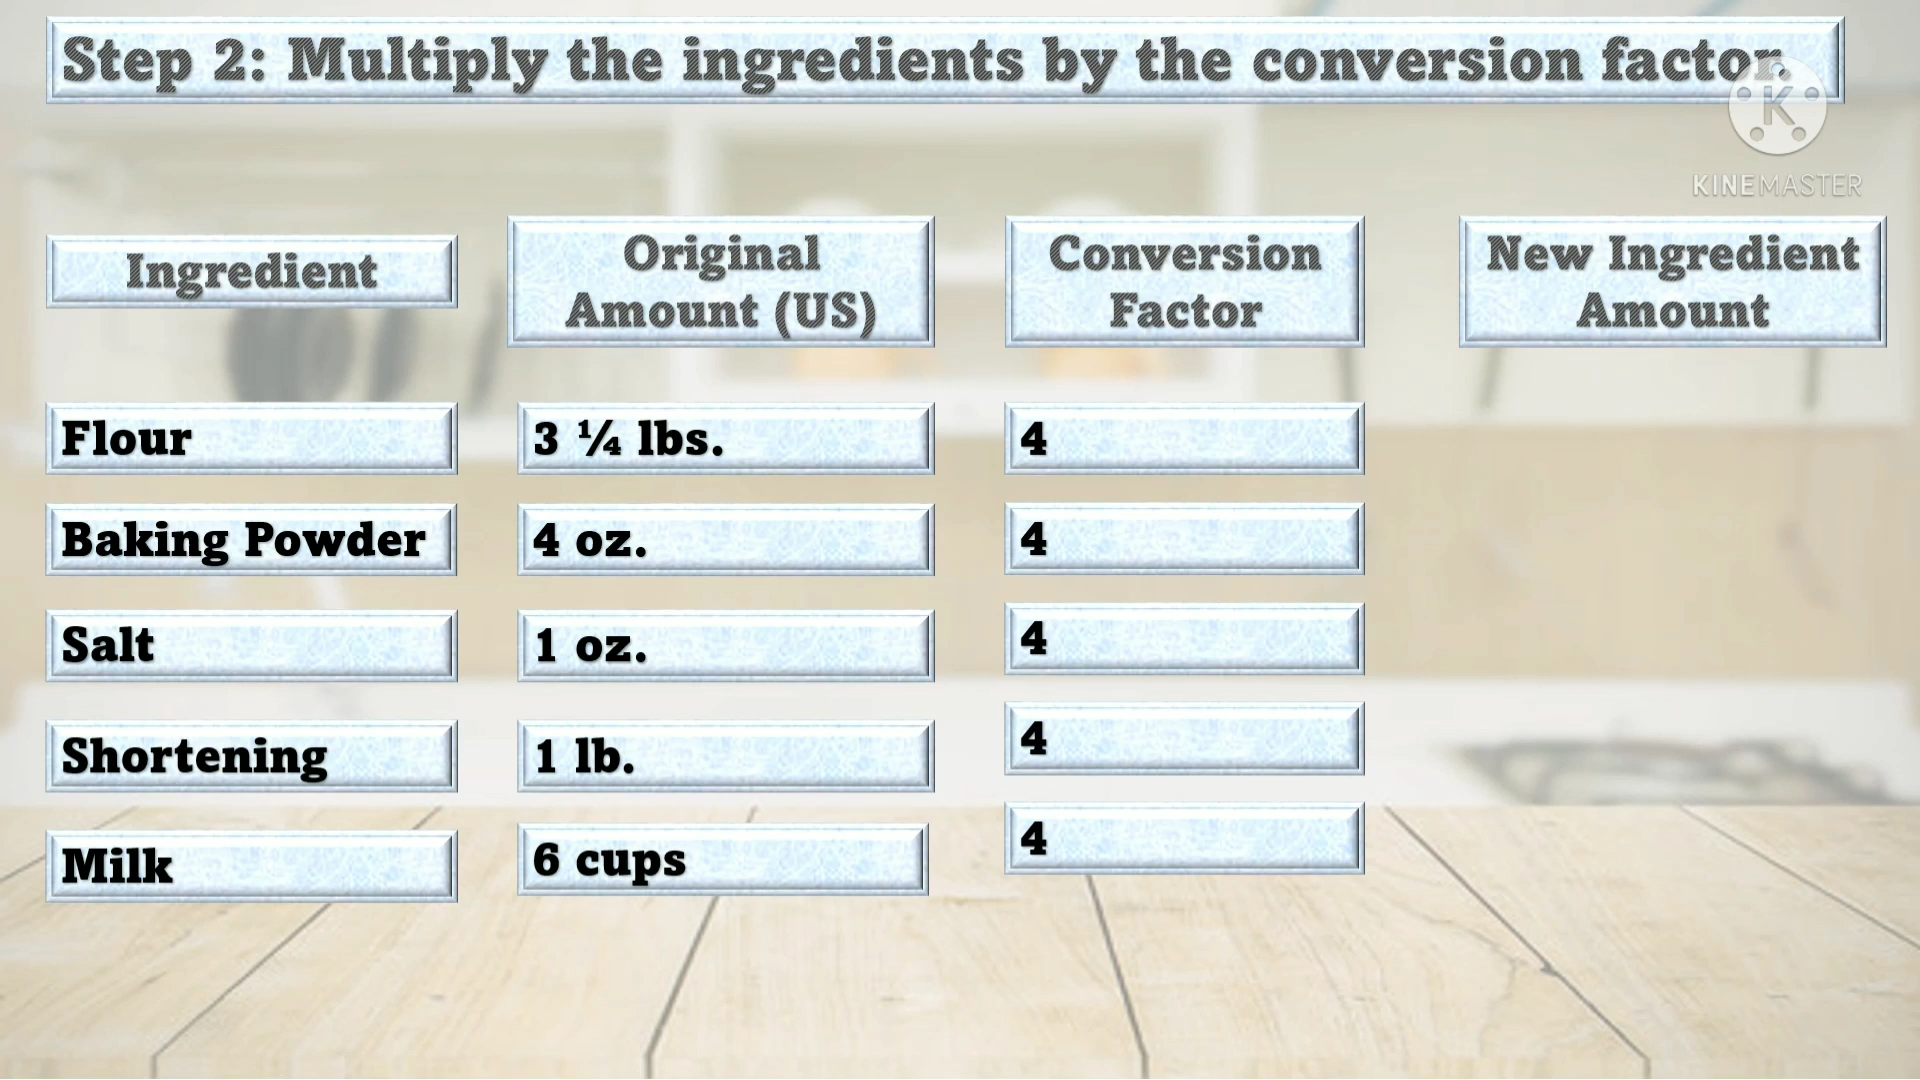 Step 2: Multiply the ingredients by the conversion factor.
K
KINEMASTER
Ingredient
Original
Amount (US)
Conversion
Factor
New Ingredient
Amount
Flour
3 ¼ lbs.
4
Baking Powder
4 oz.
4
Salt
1 oz.
4
Shortening
1 lb.
4
Milk
6 cups
4